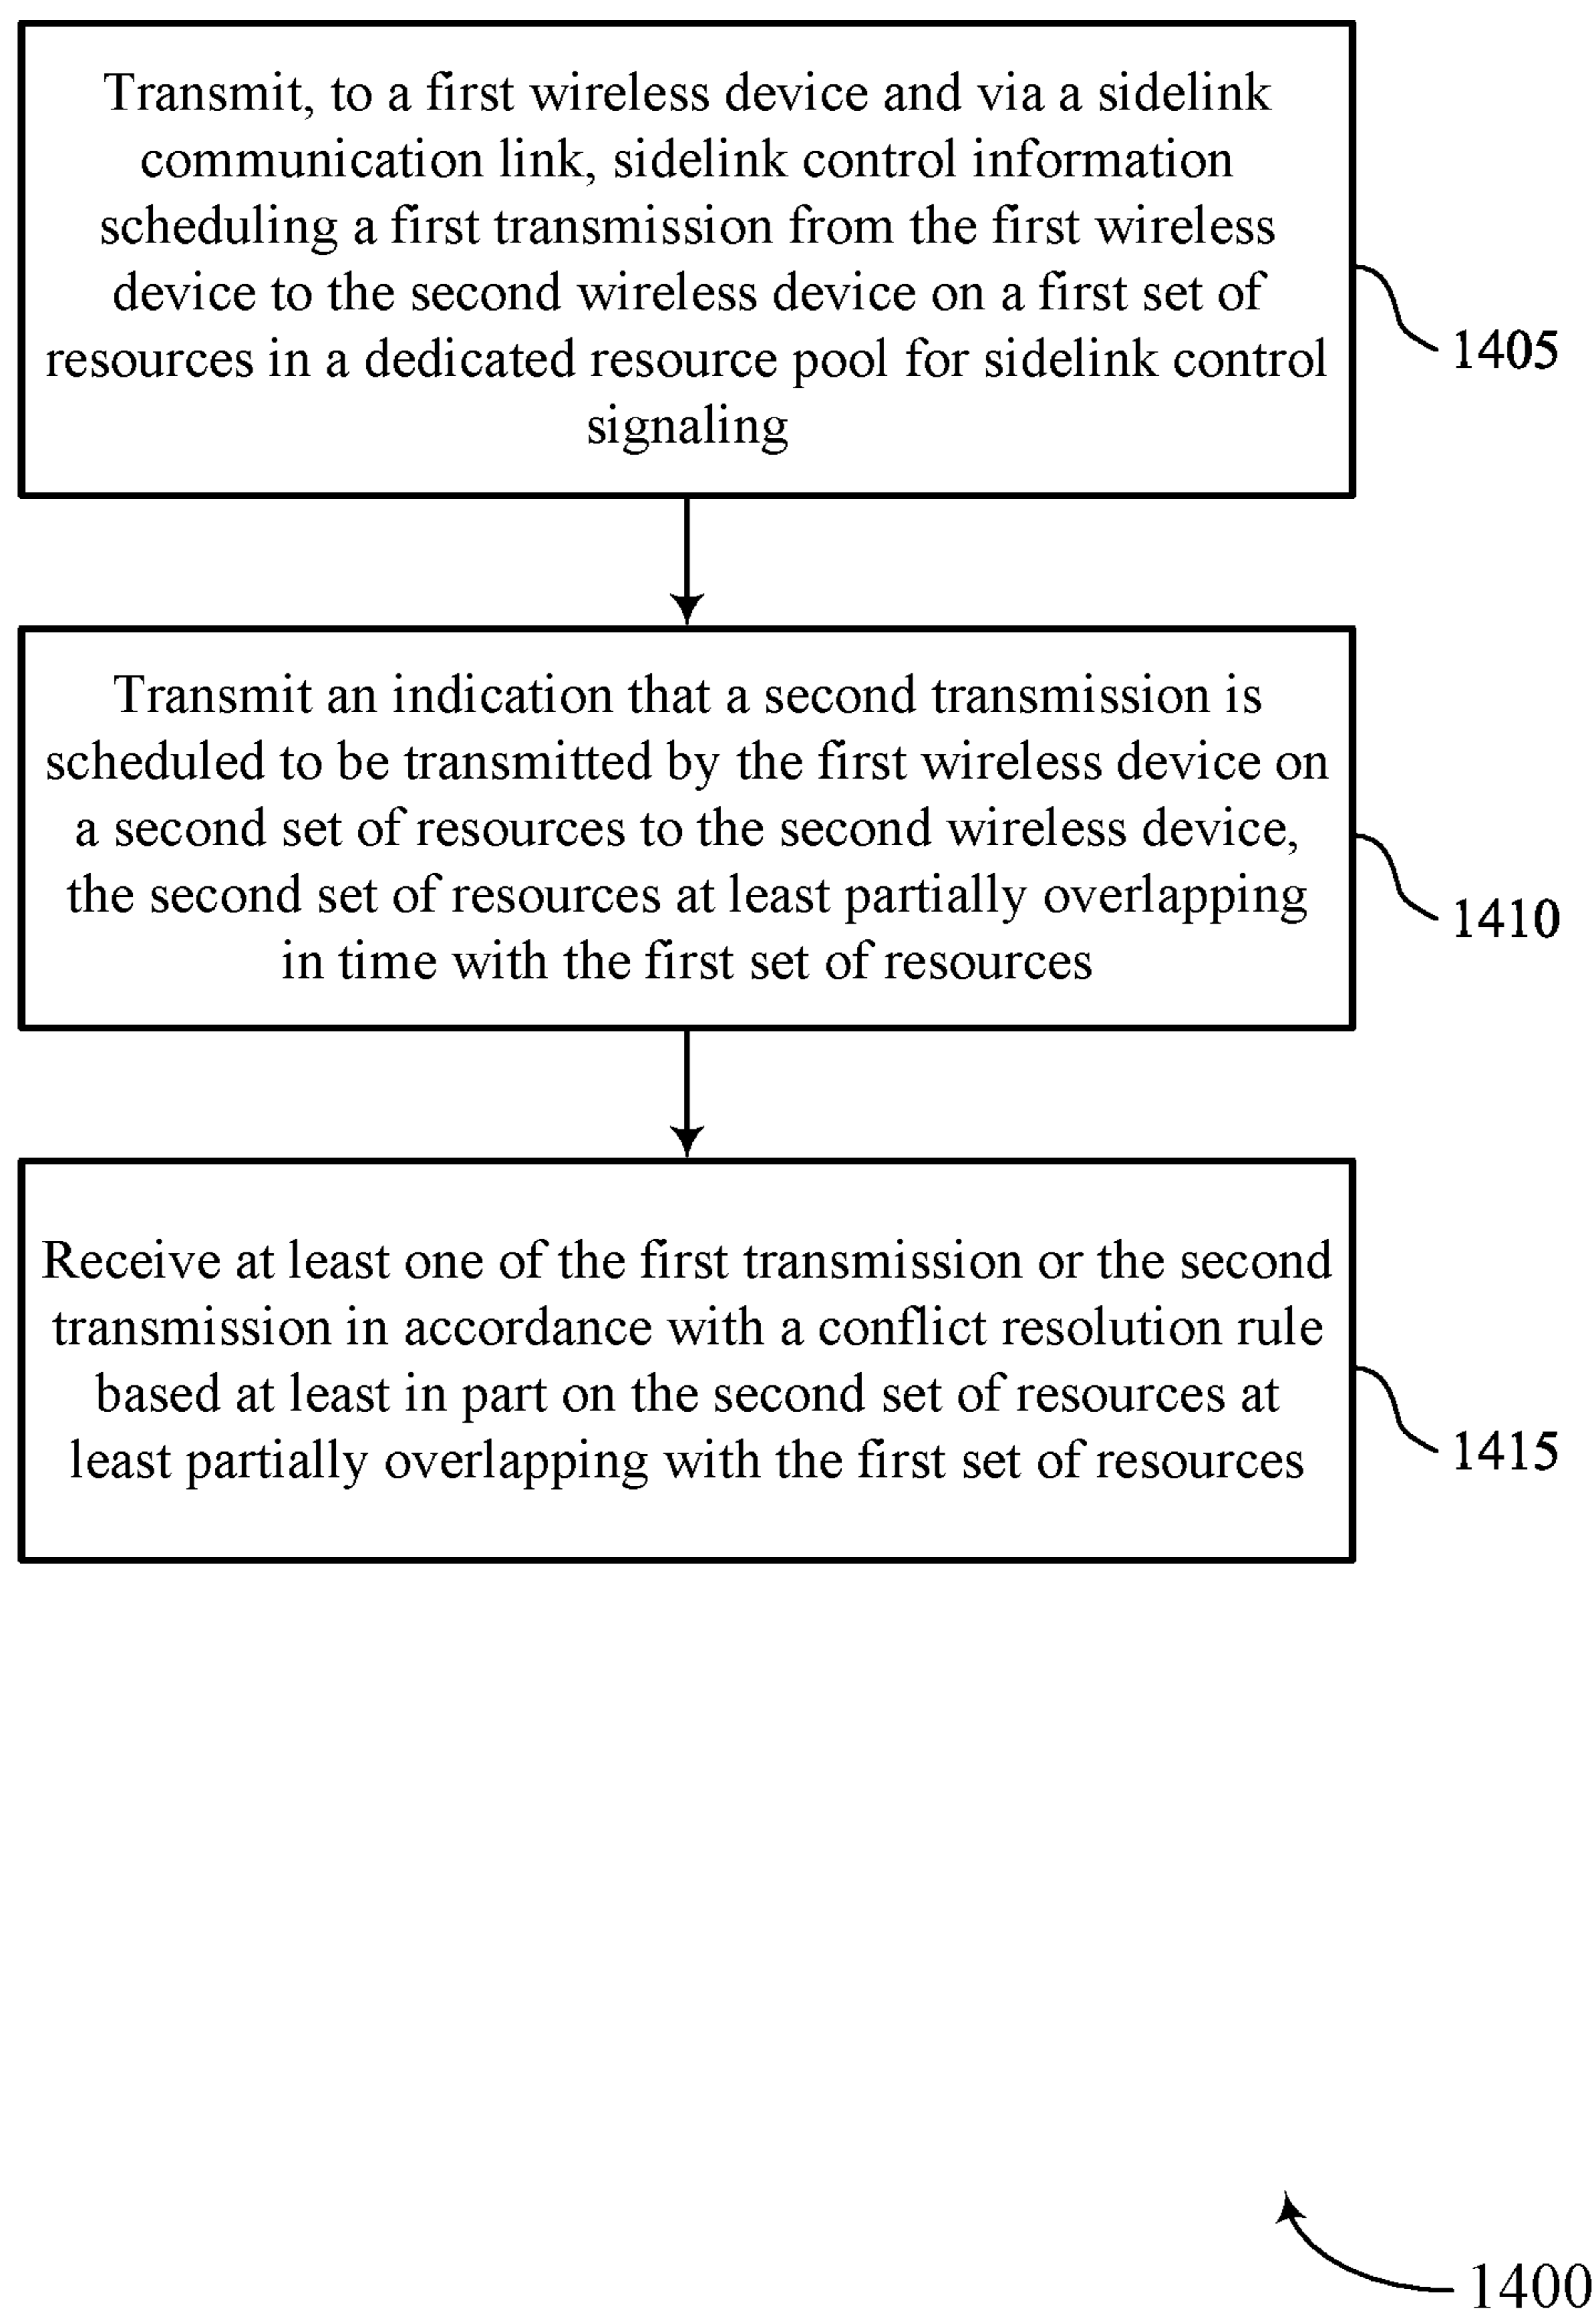 Transmit, to a first wireless device and via a sidelink
communication link, sidelink control information
scheduling a first transmission from the first wireless
device to the second wireless device on a first set of
resources in a dedicated resource pool for sidelink control
signaling
1405
Transmit an indication that a second transmission is
scheduled to be transmitted by the first wireless device on
a second set of resources to the second wireless device,
the second set of resources at least partially overlapping
in time with the first set of resources
1410
Receive at least one of the first transmission or the second
transmission in accordance with a conflict resolution rule
based at least in part on the second set of resources at
least partially overlapping with the first set of resources
1415
1400